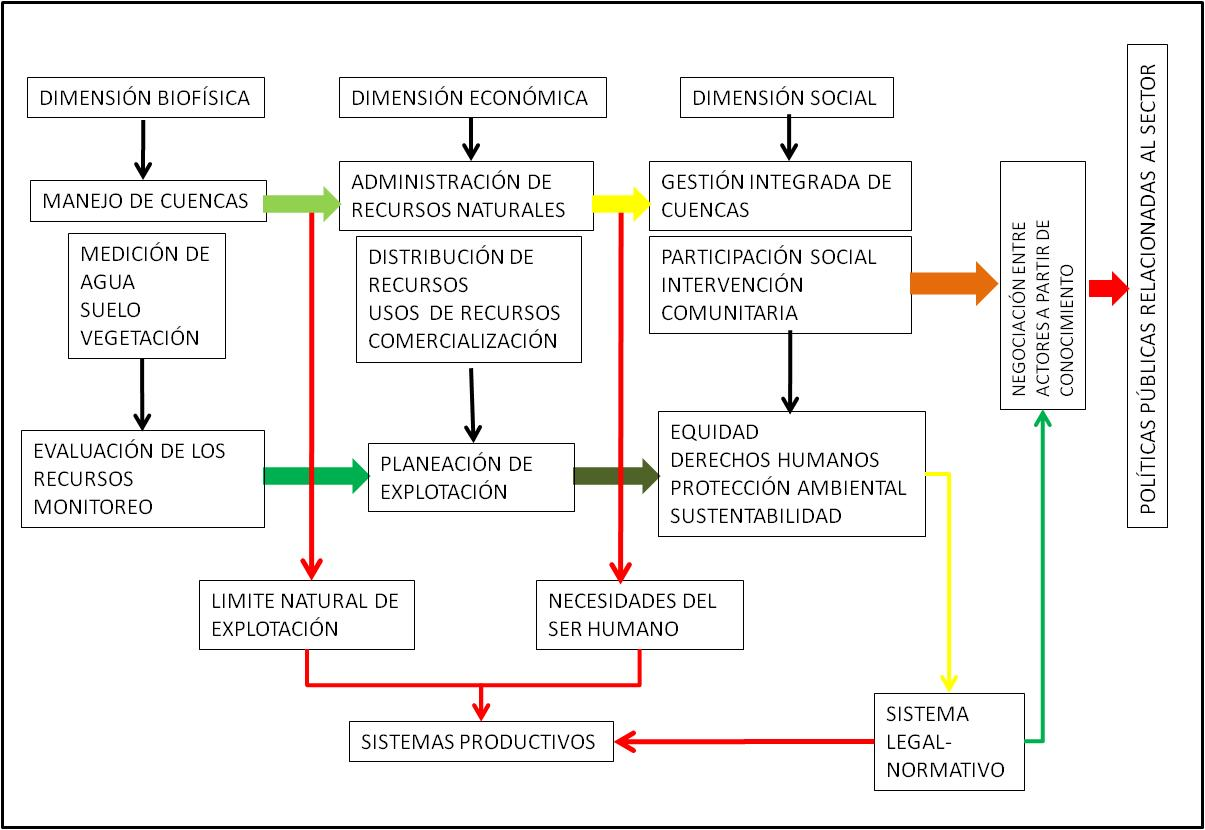 DIMENSIÓN BIOFÍSICA
DIMENSIÓN ECONÓMICA
DIMENSIÓN SOCIAL
MANEJO DE CUENCAS
ADMINISTRACIÓN DE
RECURSOS NATURALES
GESTIÓN INTEGRADA DE
CUENCAS
MEDICIÓN DE
AGUA
SUELO
VEGETACIÓN
DISTRIBUCIÓN DE
RECURSOS
USOS DE RECURSOS
COMERCIALIZACIÓN
PARTICIPACIÓN SOCIAL
INTERVENCIÓN
COMUNITARIA
EVALUACIÓN DE LOS
RECURSOS
MONITOREO
PLANEACIÓN DE
EXPLOTACIÓN
EQUIDAD
DERECHOS HUMANOS
PROTECCIÓN AMBIENTAL
SUSTENTABILIDAD
NEGOCIACIÓN ENTRE
ACTORES A PARTIR DE
CONOCIMIENTO
POLÍTICAS PÚBLICAS RELACIONADAS AL SECTOR
LIMITE NATURAL DE
EXPLOTACIÓN
NECESIDADES DEL
SER HUMANO
SISTEMAS PRODUCTIVOS
SISTEMA
LEGAL-
NORMATIVO